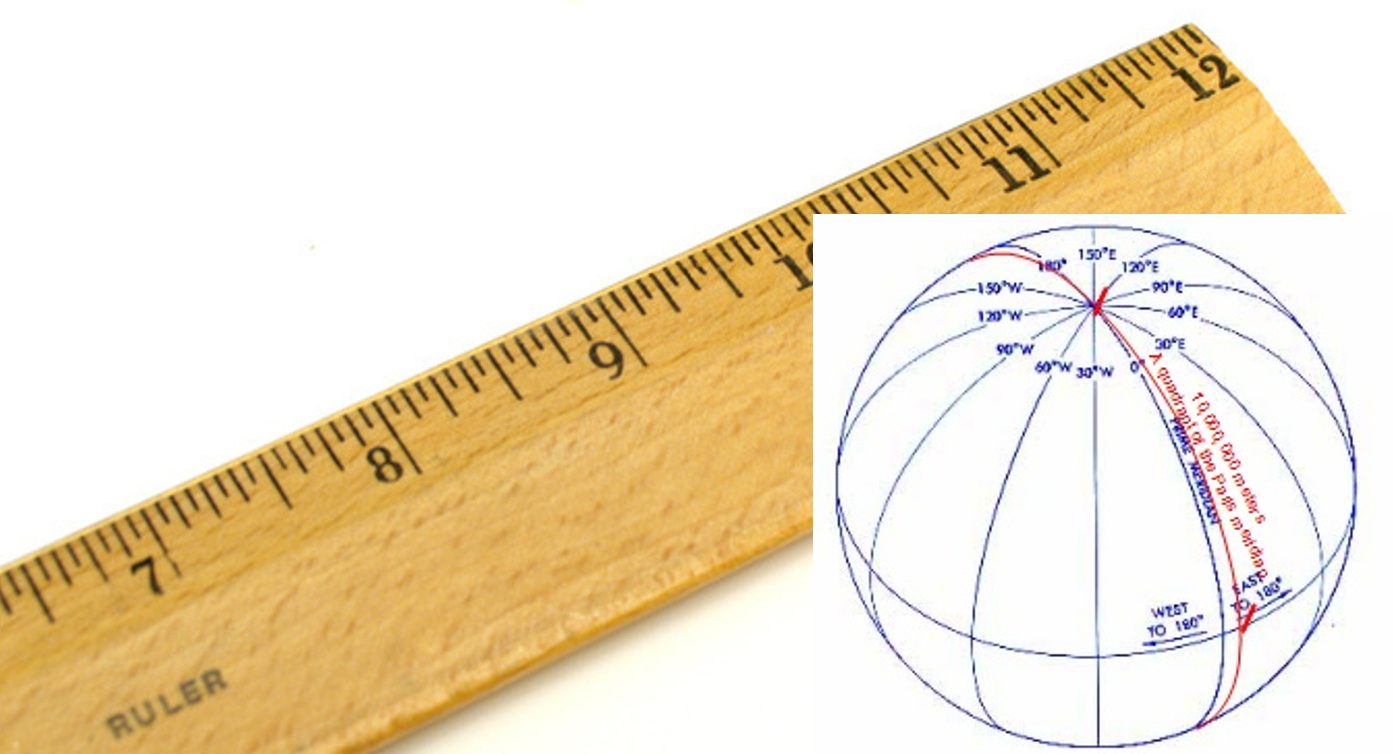 12
11
10
9
8
7
RULER
180°
150°E
120°E
150°W
90°E
120°W
60°E
90°W
30°E
60°W
30°W
0°
10,000,000 meters
A quadrant of the Paris meridian
PRIME MERIDIAN
EAST
TO 180°
WEST
TO 180°